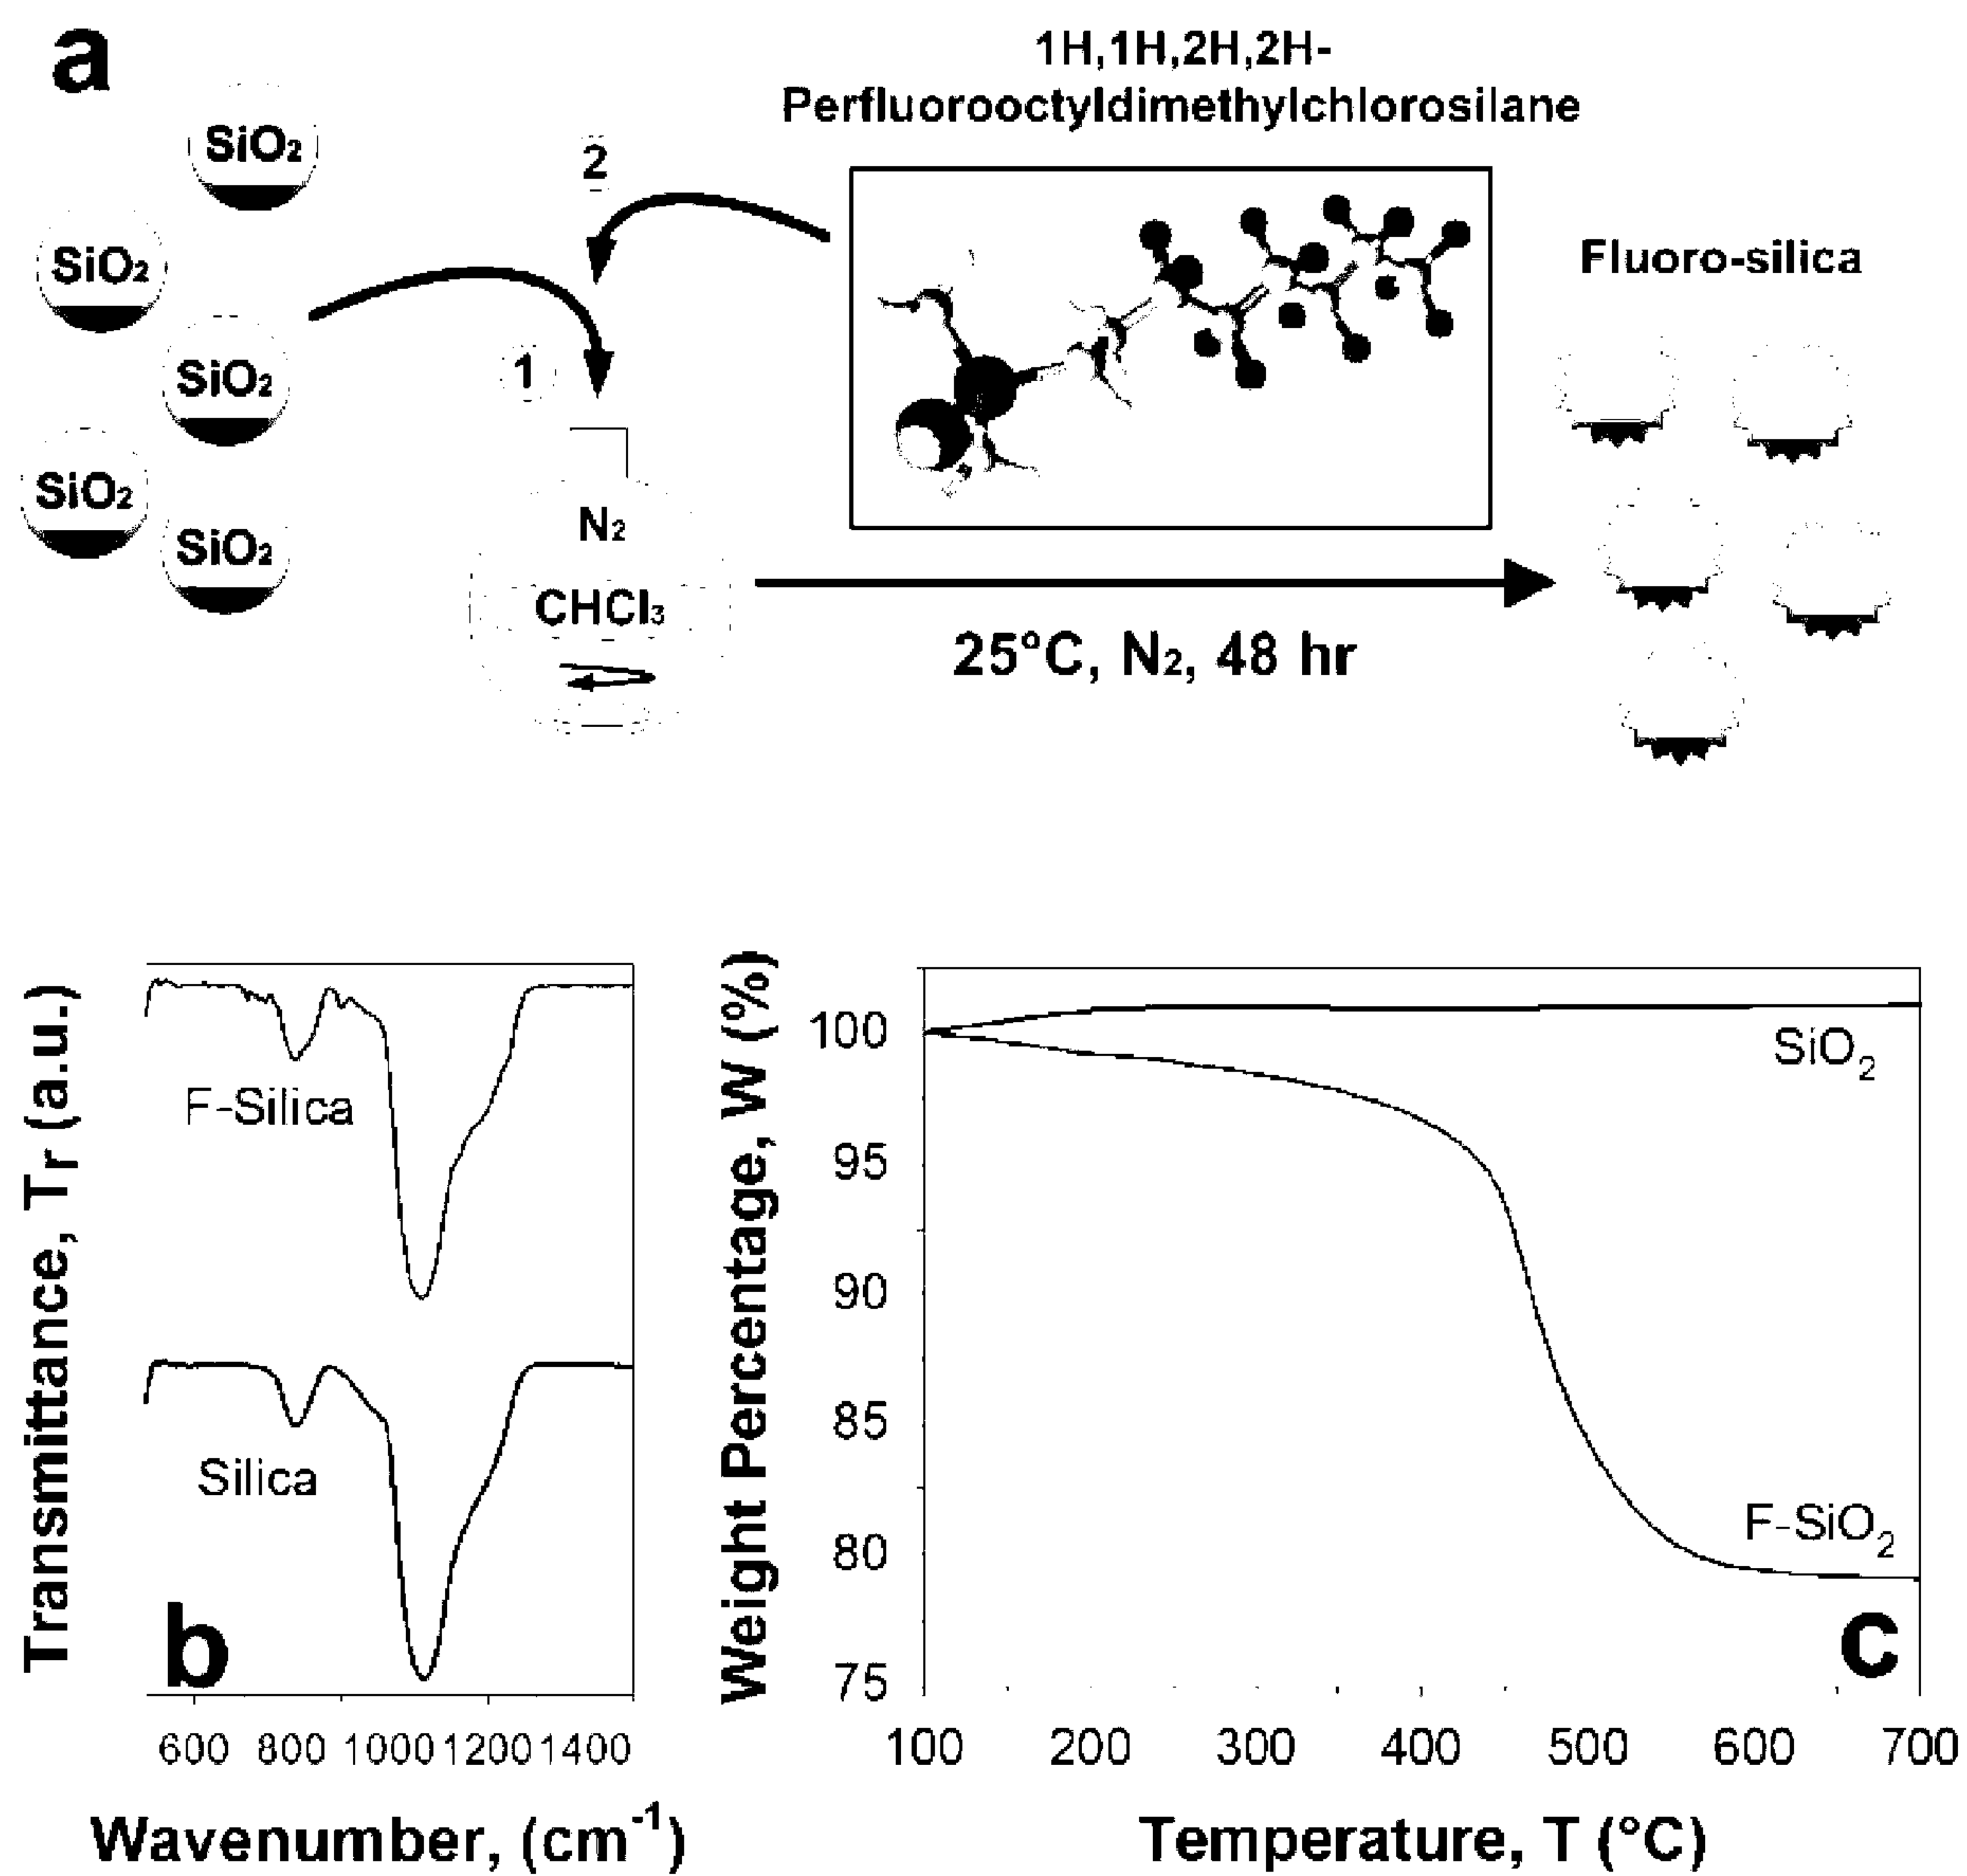 a
1H,1H,2H,2H-
Perfluorooctyldimethylchlorosilane
SiO2
SiO2
SiO2
SiO2
SiO2
2
1
N2
CHCl3
25°C, N2, 48 hr
Fluoro-silica
Transmittance, Tr (a.u.)
F-Silica
Silica
b
600 800 1000 1200 1400
Wavenumber, (cm-1)
Weight Percentage, W (%)
100
95
90
85
80
75
SiO2
F-SiO2
c
100 200 300 400 500 600 700
Temperature, T (°C)